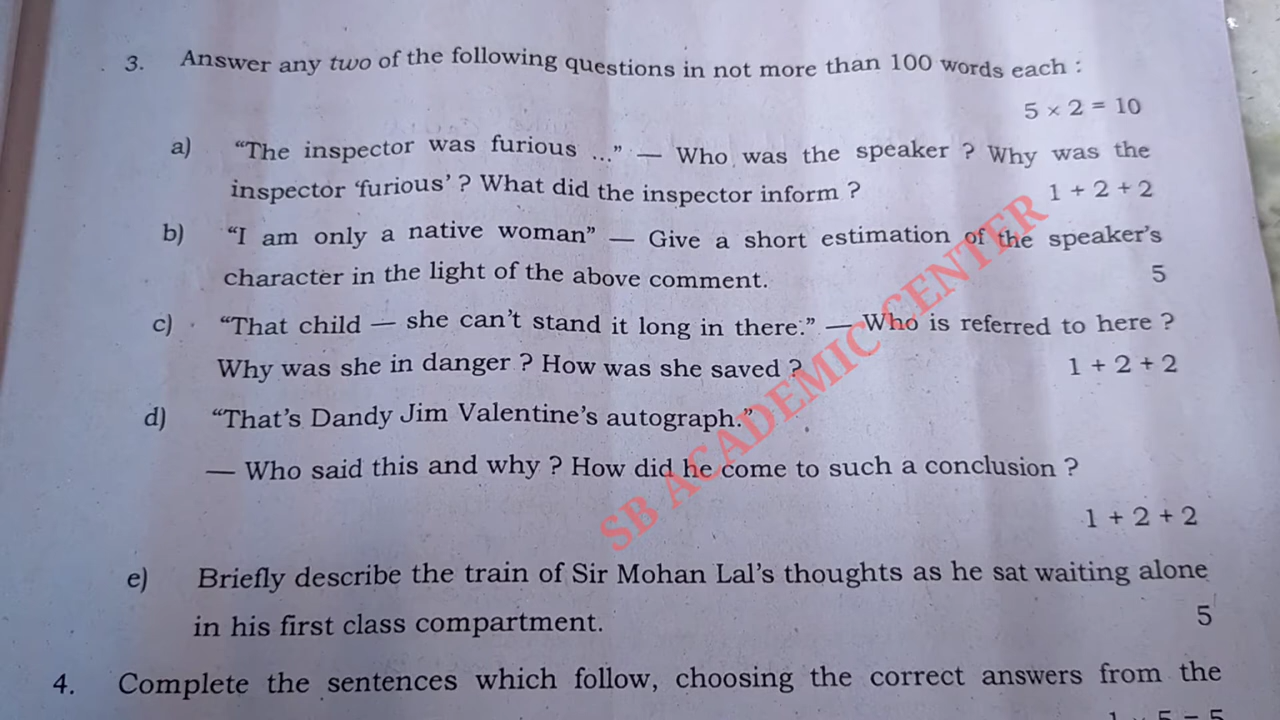 3. Answer any two of the following questions in not more than 100 words each :
5 × 2 = 10
a) “The inspector was furious ...” — Who was the speaker ? Why was the
inspector ‘furious’ ? What did the inspector inform ? 1 + 2 + 2
b) “I am only a native woman” — Give a short estimation of the speaker’s
character in the light of the above comment. 5
c) “That child — she can’t stand it long in there.” — Who is referred to here ?
Why was she in danger ? How was she saved ? 1 + 2 + 2
d) “That’s Dandy Jim Valentine’s autograph.”
— Who said this and why ? How did he come to such a conclusion ?
1 + 2 + 2
e) Briefly describe the train of Sir Mohan Lal’s thoughts as he sat waiting alone
in his first class compartment. 5
4. Complete the sentences which follow, choosing the correct answers from the
1 × 5 = 5
SB ACADEMIC CENTER